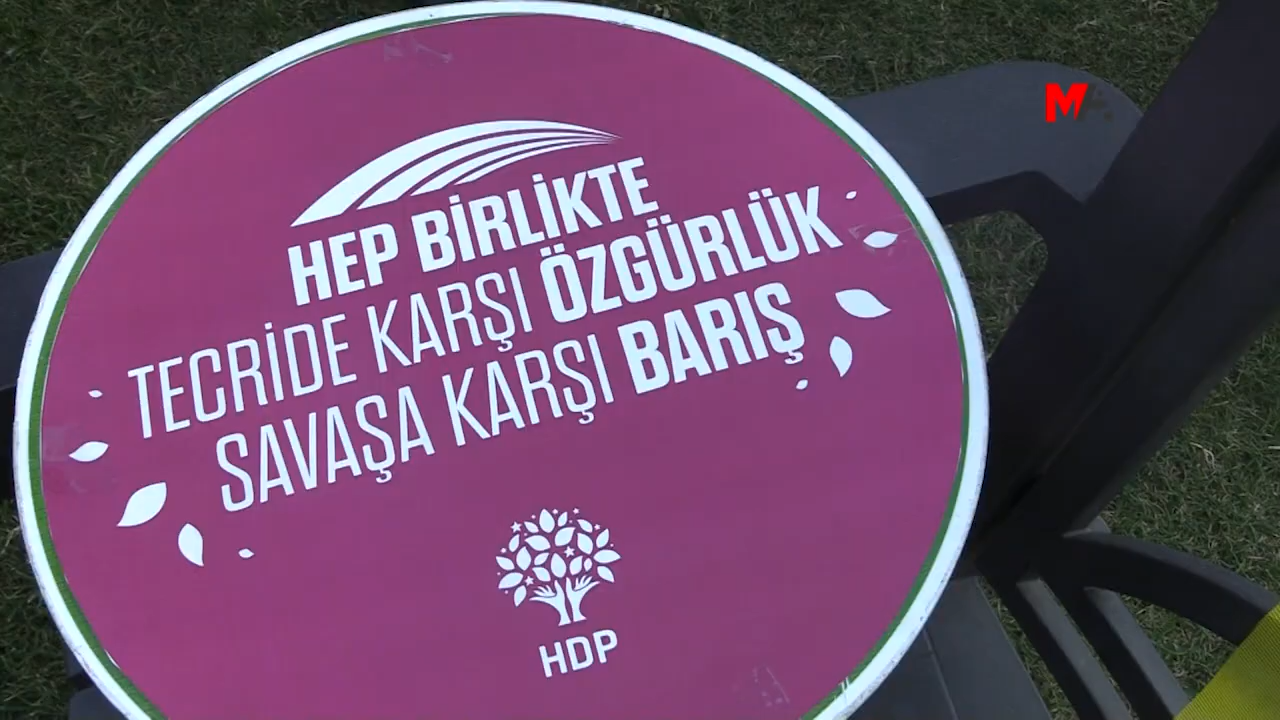 M
HEP BİRLİKTE
TECRİDE KARŞI ÖZGÜRLÜK
SAVAŞA KARŞI BARIŞ
HDP